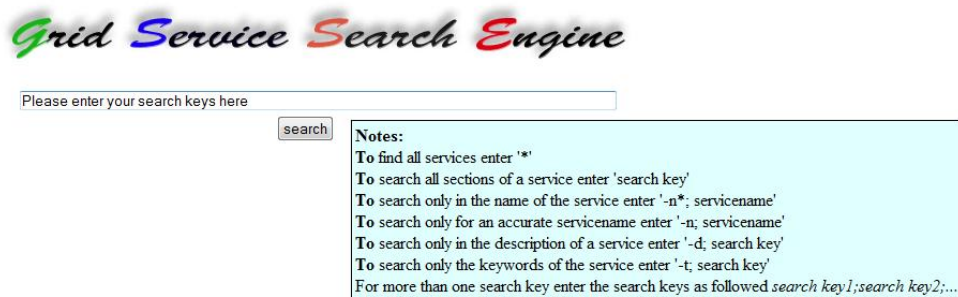 Grid Service Search Engine
Please enter your search keys here
search
Notes:
To find all services enter '*'
To search all sections of a service enter 'search key'
To search only in the name of the service enter '-n*; servicename'
To search only for an accurate servicename enter '-n; servicename'
To search only in the description of a service enter '-d; search key'
To search only the keywords of the service enter '-t; search key'
For more than one search key enter the search keys as followed search key1;search key2;...